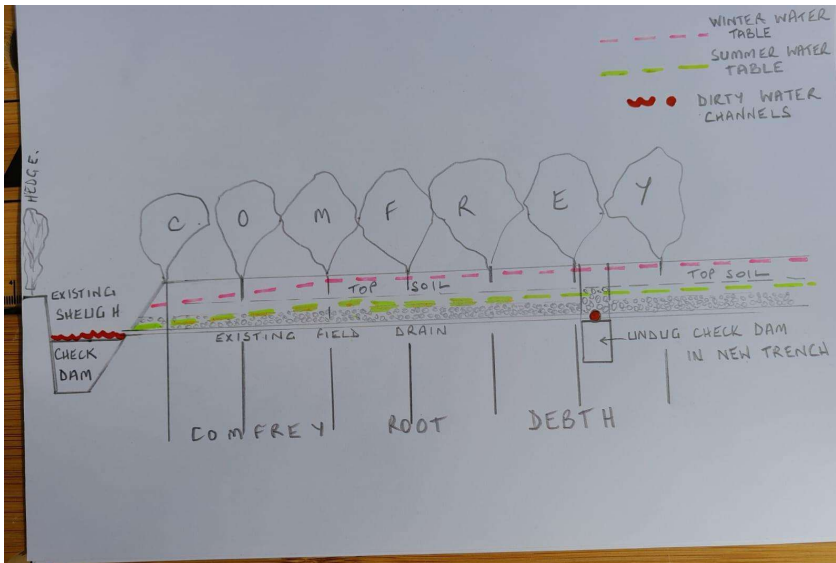 WINTER WATER
TABLE
SUMMER WATER
TABLE
DIRTY WATER
CHANNELS
HEDGE.
C O M F R E Y
EXISTING
SHEUGH
TOP SOIL
TOP SOIL
CHECK
DAM
EXISTING FIELD DRAIN
UNDUG CHECK DAM
IN NEW TRENCH
COMFREY ROOT DEBTH